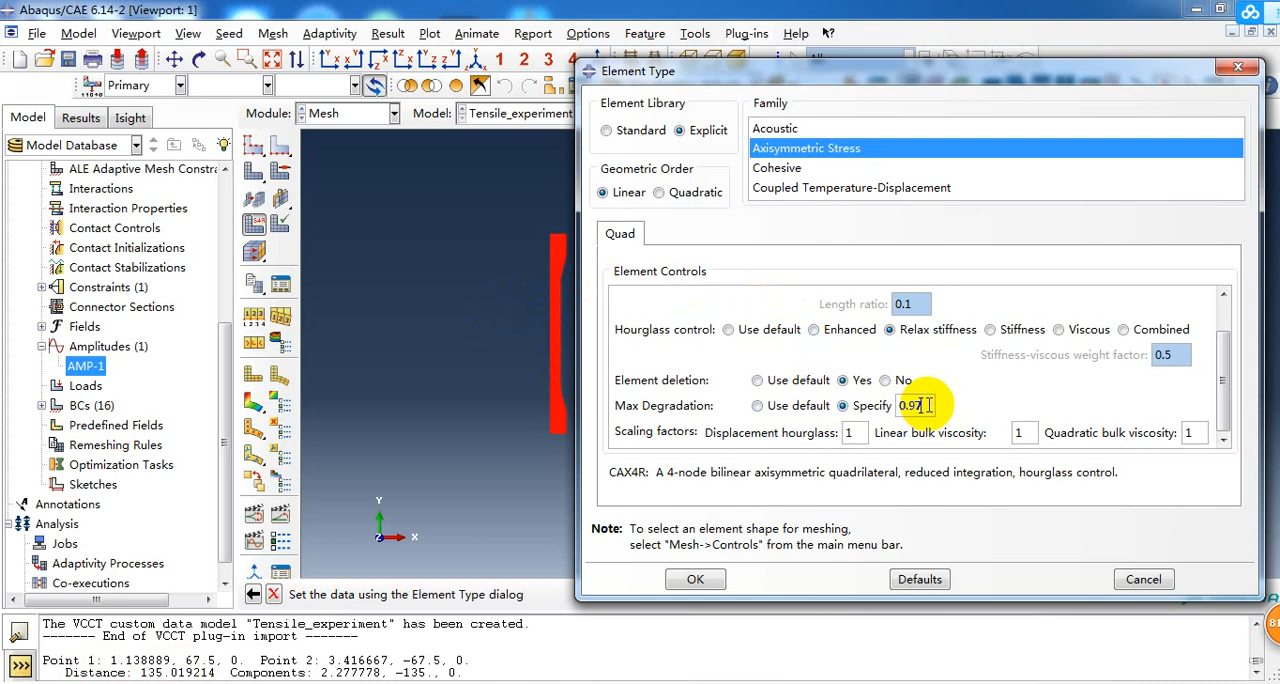 Abaqus/CAE 6.14-2 [Viewport: 1]
File Model Viewport View Seed Mesh Adaptivity Result Plot Animate Options Feature Tools Plug-ins Help
1 2 3
Primary
Model Results Isight
Module: Mesh Model: Tensile_experiment
Model Database
ALE Adaptive Mesh Constra
Interactions
Interaction Properties
Contact Controls
Contact Initializations
Contact Stabilizations
Constraints (1)
Connector Sections
Fields
Amplitudes (1)
AMP-1
Loads
BCs (16)
Predefined Fields
Remeshing Rules
Optimization Tasks
Sketches
Annotations
Analysis
Jobs
Adaptivity Processes
Co-executions
Y
Z
X
Set the data using the Element Type dialog
Element Type
Element Library
Standard Explicit
Geometric Order
Linear Quadratic
Family
Acoustic
Axisymmetric Stress
Cohesive
Coupled Temperature-Displacement
Quad
Element Controls
Length ratio: 0.1
Hourglass control: Use default Enhanced Relax stiffness Stiffness Viscous Combined
Stiffness-viscous weight factor: 0.5
Element deletion: Use default Yes No
Max Degradation: Use default Specify 0.97
Scaling factors: Displacement hourglass: 1 Linear bulk viscosity: 1 Quadratic bulk viscosity: 1
CAX4R: A 4-node bilinear axisymmetric quadrilateral, reduced integration, hourglass control.
Note: To select an element shape for meshing,
select "Mesh->Controls" from the main menu bar.
OK Defaults Cancel
The VCCT custom data model "Tensile_experiment" has been created.
------- End of VCCT plug-in import -------
Point 1: 1.138889, 67.5, 0. Point 2: 3.416667, -67.5, 0.
Distance: 135.019214 Components: 2.277778, -135., 0.